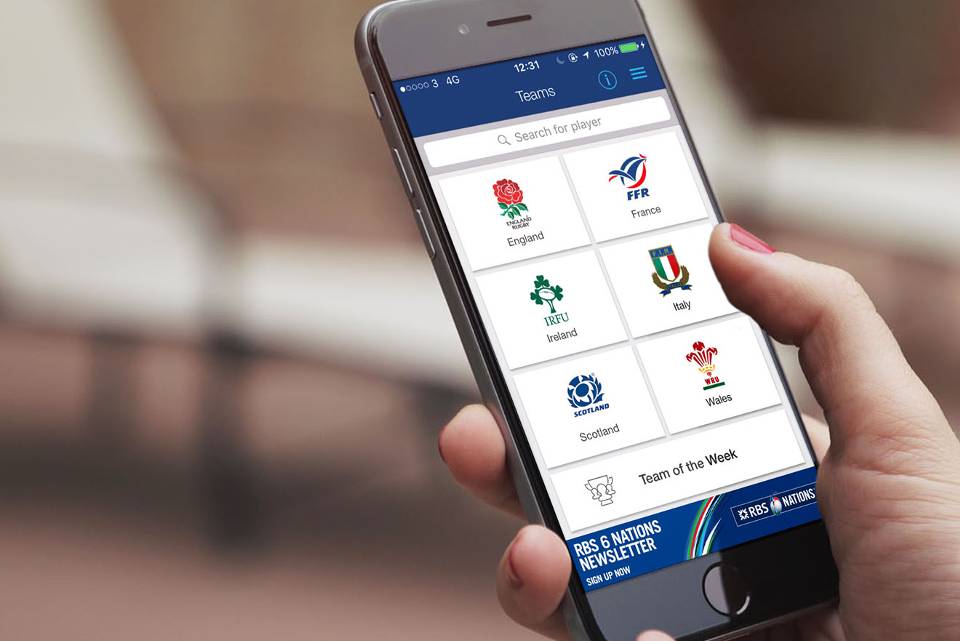 3 4G 12:31 100%
Teams
Search for player
ENGLAND
RUGBY
England
FFR
France
IRFU
Ireland
F.I.R.
Italy
SCOTLAND
Scotland
WRU
Wales
Team of the Week
RBS 6 NATIONS
NEWSLETTER
SIGN UP NOW
RBS 6 NATIONS